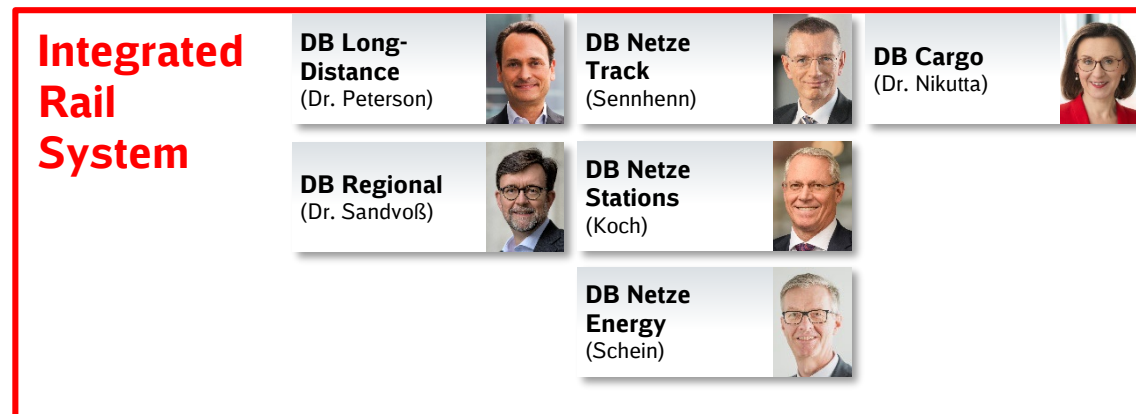 Integrated
Rail
System
DB Long-
Distance
(Dr. Peterson)
DB Netze
Track
(Sennhenn)
DB Cargo
(Dr. Nikutta)
DB Regional
(Dr. Sandvoß)
DB Netze
Stations
(Koch)
DB Netze
Energy
(Schein)